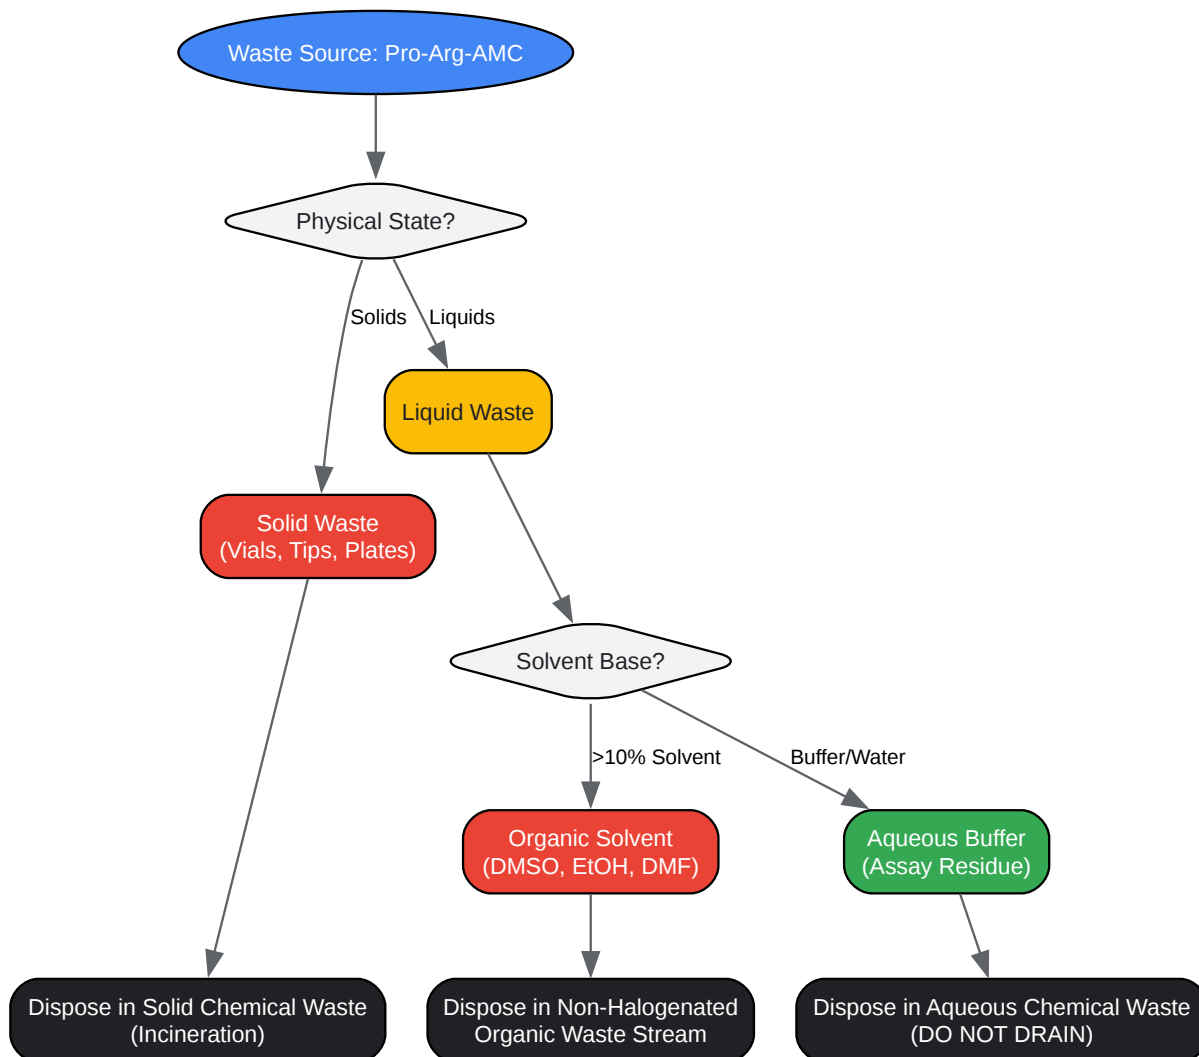 Waste Source: Pro-Arg-AMC
Physical State?
Solids
Liquids
Liquid Waste
Solid Waste
(Vials, Tips, Plates)
Solvent Base?
>10% Solvent
Buffer/Water
Organic Solvent
(DMSO, EtOH, DMF)
Aqueous Buffer
(Assay Residue)
Dispose in Solid Chemical Waste
(Incineration)
Dispose in Non-Halogenated
Organic Waste Stream
Dispose in Aqueous Chemical Waste
(DO NOT DRAIN)